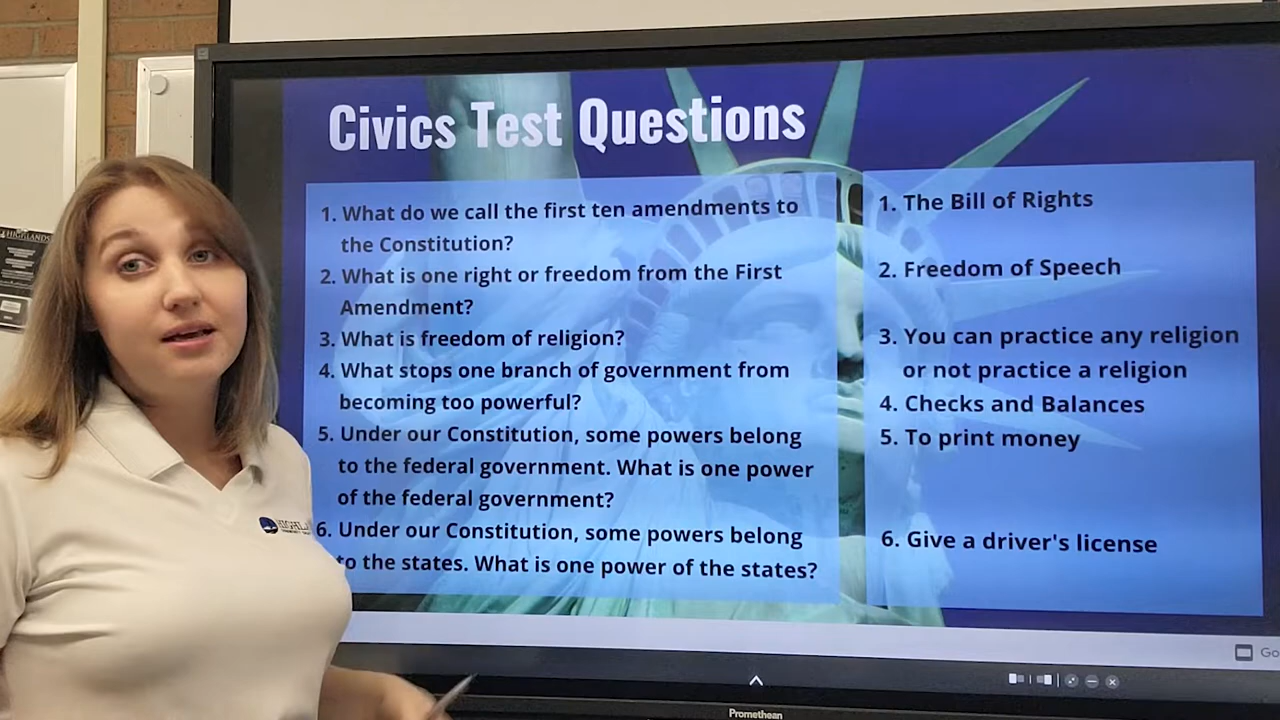 Civics Test Questions
1. What do we call the first ten amendments to
the Constitution?
2. What is one right or freedom from the First
Amendment?
3. What is freedom of religion?
4. What stops one branch of government from
becoming too powerful?
5. Under our Constitution, some powers belong
to the federal government. What is one power
of the federal government?
6. Under our Constitution, some powers belong
to the states. What is one power of the states?
1. The Bill of Rights
2. Freedom of Speech
3. You can practice any religion
or not practice a religion
4. Checks and Balances
5. To print money
6. Give a driver's license
Go
Promethean
HIGHLANDS